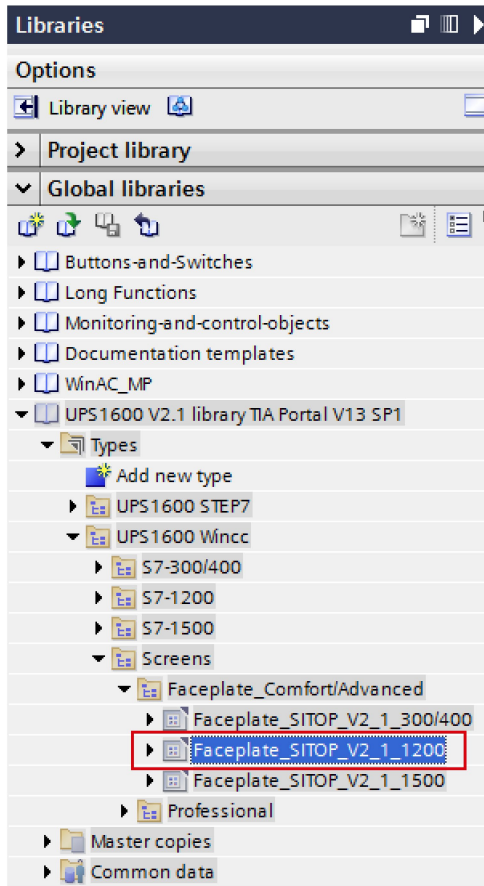 Libraries
Options
Library view
Project library
Global libraries
Buttons-and-Switches
Long Functions
Monitoring-and-control-objects
Documentation templates
WinAC_MP
UPS1600 V2.1 library TIA Portal V13 SP1
Types
Add new type
UPS1600 STEP7
UPS1600 Wincc
S7-300/400
S7-1200
S7-1500
Screens
Faceplate_Comfort/Advanced
Faceplate_SITOP_V2_1_300/400
Faceplate_SITOP_V2_1_1200
Faceplate_SITOP_V2_1_1500
Professional
Master copies
Common data